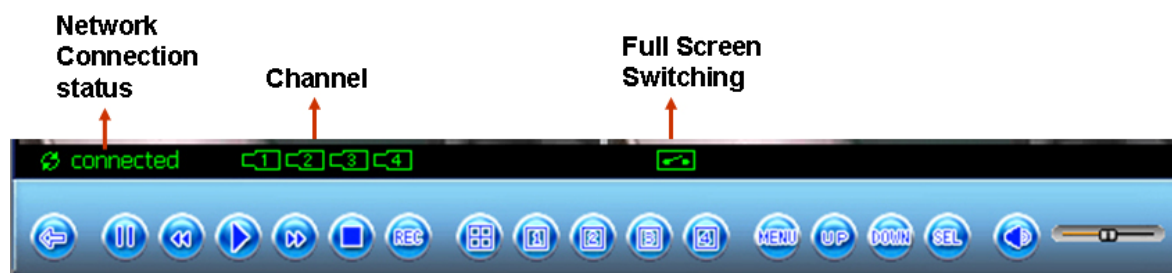 Network
Connection
status
Channel
Full Screen
Switching
connected 1 2 3 4
REC 1 2 3 4 MENU UP DOWN SEL